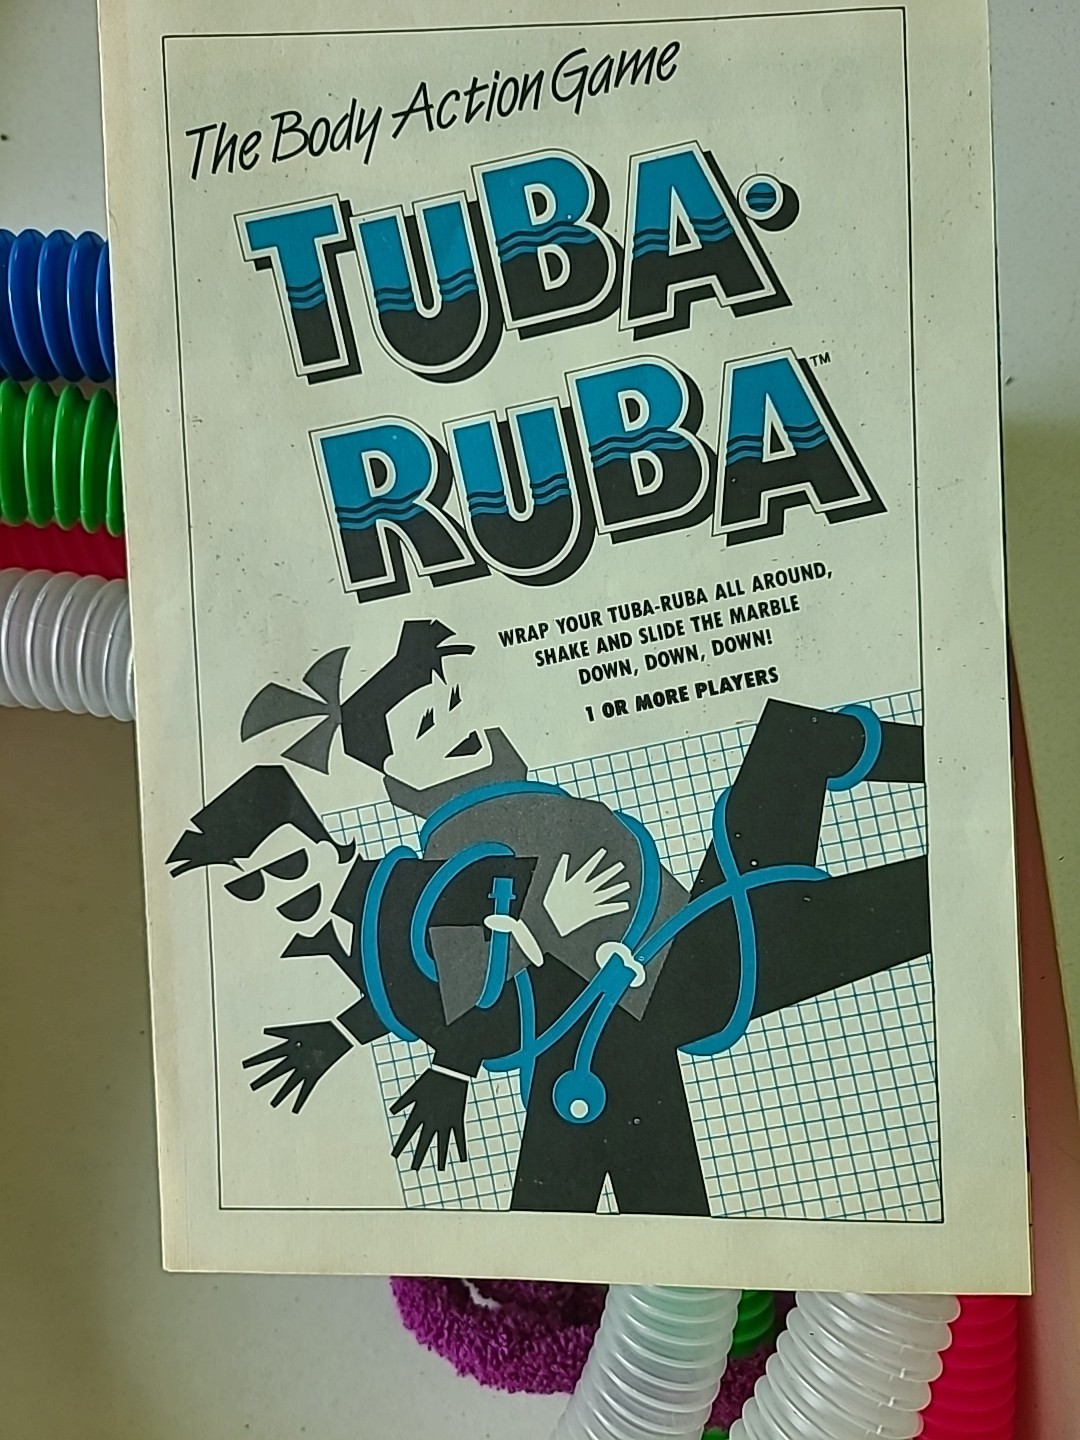 The Body Action Game
TUBA·
RUBA™
WRAP YOUR TUBA-RUBA ALL AROUND,
SHAKE AND SLIDE THE MARBLE
DOWN, DOWN, DOWN!
1 OR MORE PLAYERS